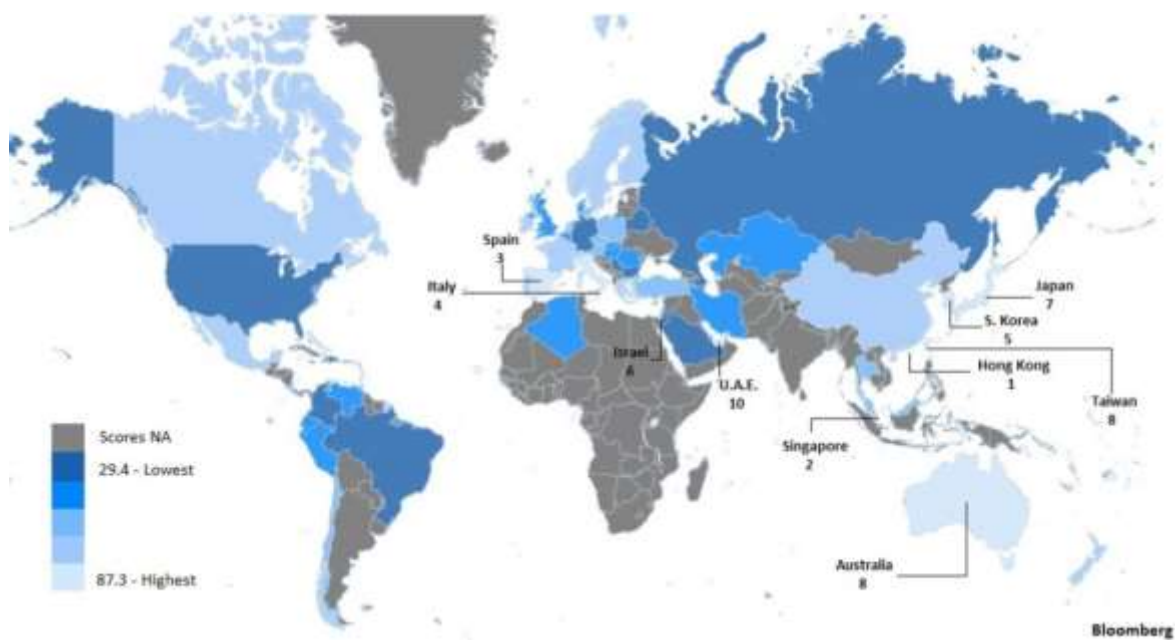 Spain
3
Italy
4
Israel
6
U.A.E.
10
Japan
7
S. Korea
5
Hong Kong
1
Taiwan
8
Singapore
2
Australia
8
Scores NA
29.4 - Lowest
87.3 - Highest
Bloomberg